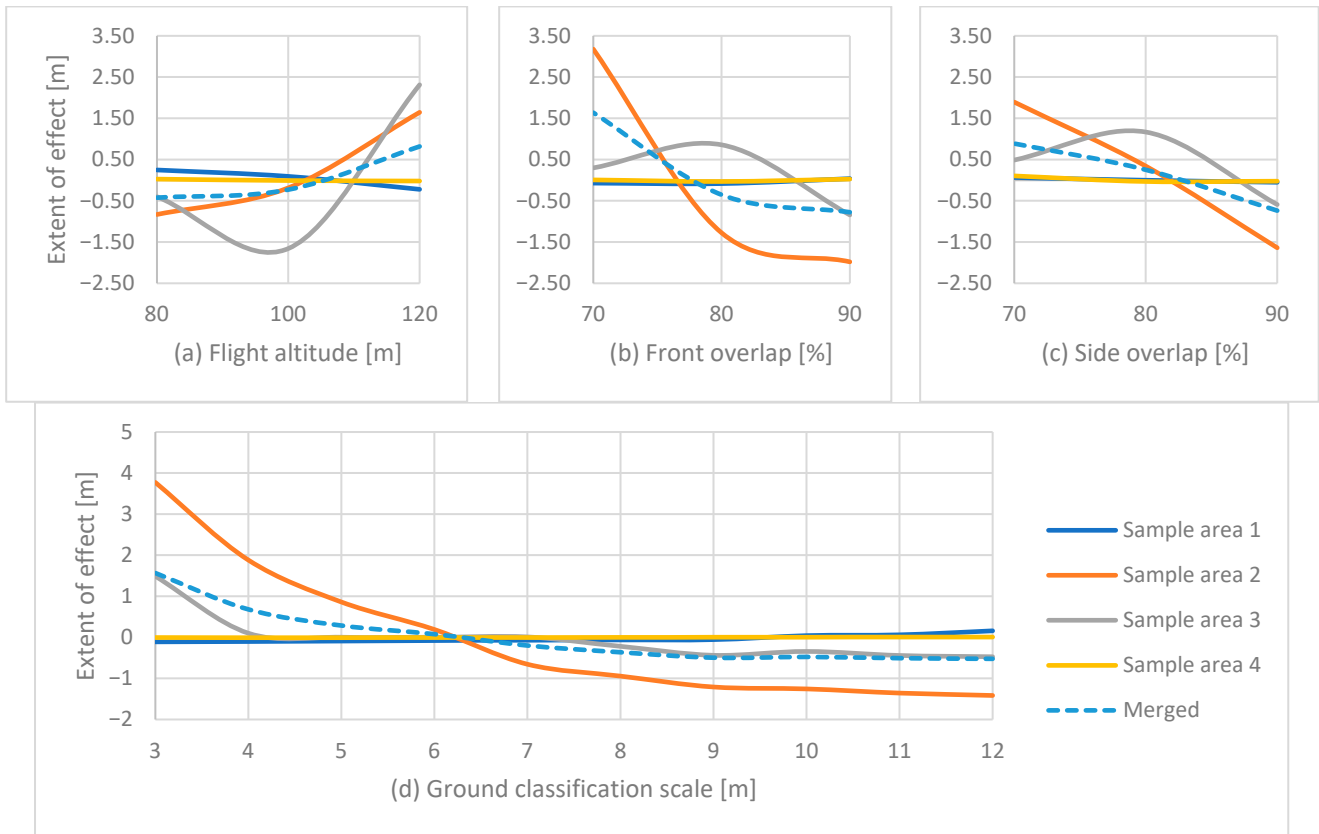 Extent of effect [m]
3.50
2.50
1.50
0.50
−0.50
−1.50
−2.50
80 100 120
(a) Flight altitude [m]
3.50
2.50
1.50
0.50
−0.50
−1.50
−2.50
70 80 90
(b) Front overlap [%]
3.50
2.50
1.50
0.50
−0.50
−1.50
−2.50
70 80 90
(c) Side overlap [%]
Extent of effect [m]
5
4
3
2
1
0
−1
−2
3 4 5 6 7 8 9 10 11 12
(d) Ground classification scale [m]
Sample area 1
Sample area 2
Sample area 3
Sample area 4
Merged